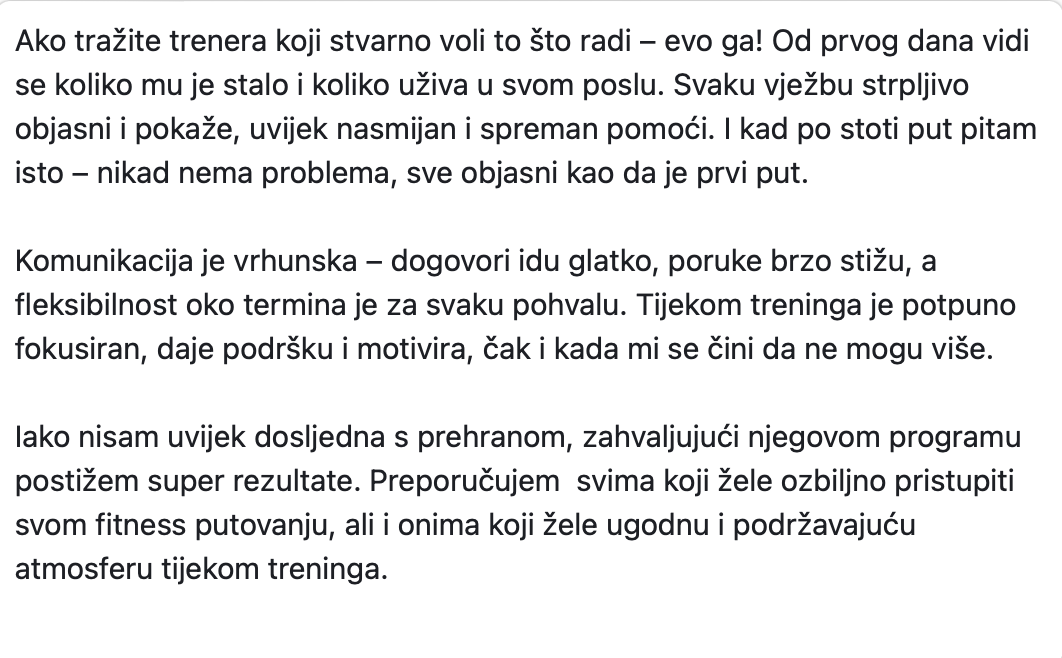 Ako tražite trenera koji stvarno voli to što radi – evo ga! Od prvog dana vidi
se koliko mu je stalo i koliko uživa u svom poslu. Svaku vježbu strpljivo
objasni i pokaže, uvijek nasmijan i spreman pomoći. I kad po stoti put pitam
isto – nikad nema problema, sve objasni kao da je prvi put.

Komunikacija je vrhunska – dogovori idu glatko, poruke brzo stižu, a
fleksibilnost oko termina je za svaku pohvalu. Tijekom treninga je potpuno
fokusiran, daje podršku i motivira, čak i kada mi se čini da ne mogu više.

Iako nisam uvijek dosljedna s prehranom, zahvaljujući njegovom programu
postižem super rezultate. Preporučujem  svima koji žele ozbiljno pristupiti
svom fitness putovanju, ali i onima koji žele ugodnu i podržavajuću
atmosferu tijekom treninga.